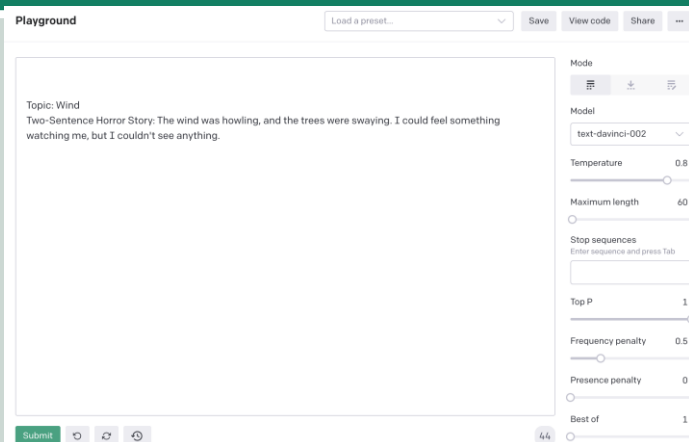 Playground
Load a preset...
Save
View code
Share
...
Topic: Wind
Two-Sentence Horror Story: The wind was howling, and the trees were swaying. I could feel something
watching me, but I couldn't see anything.
Mode
Model
text-davinci-002
Temperature 0.8
Maximum length 60
Stop sequences
Enter sequence and press Tab
Top P 1
Frequency penalty 0.5
Presence penalty 0
Best of 1
Submit
44